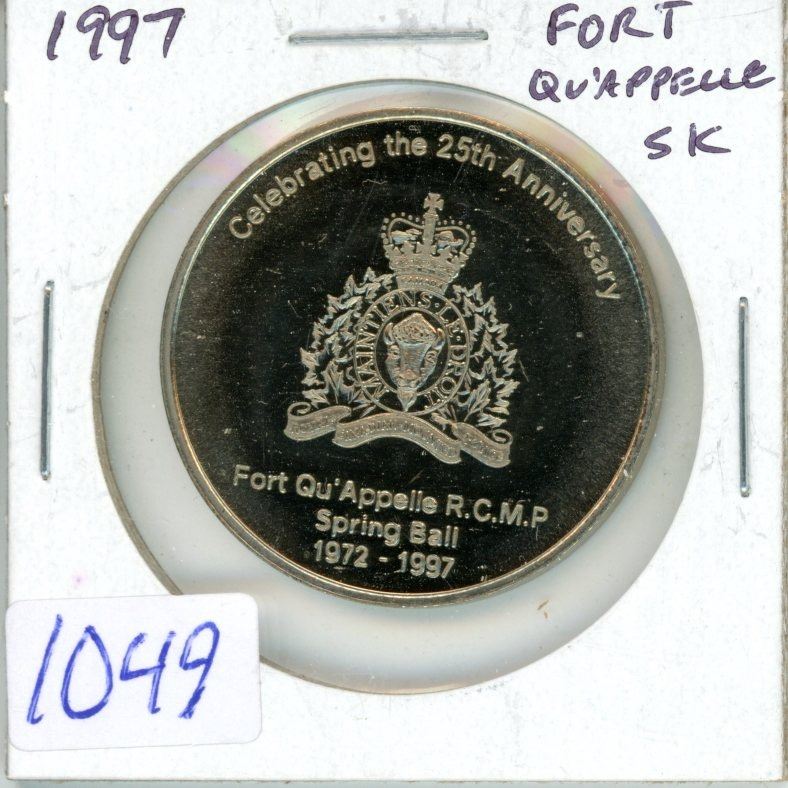 1997
FORT
QU'APPELLE
SK
Celebrating the 25th Anniversary
MAINTIENS · LE · DROIT
Fort Qu'Appelle R.C.M.P
Spring Ball
1972 - 1997
1049